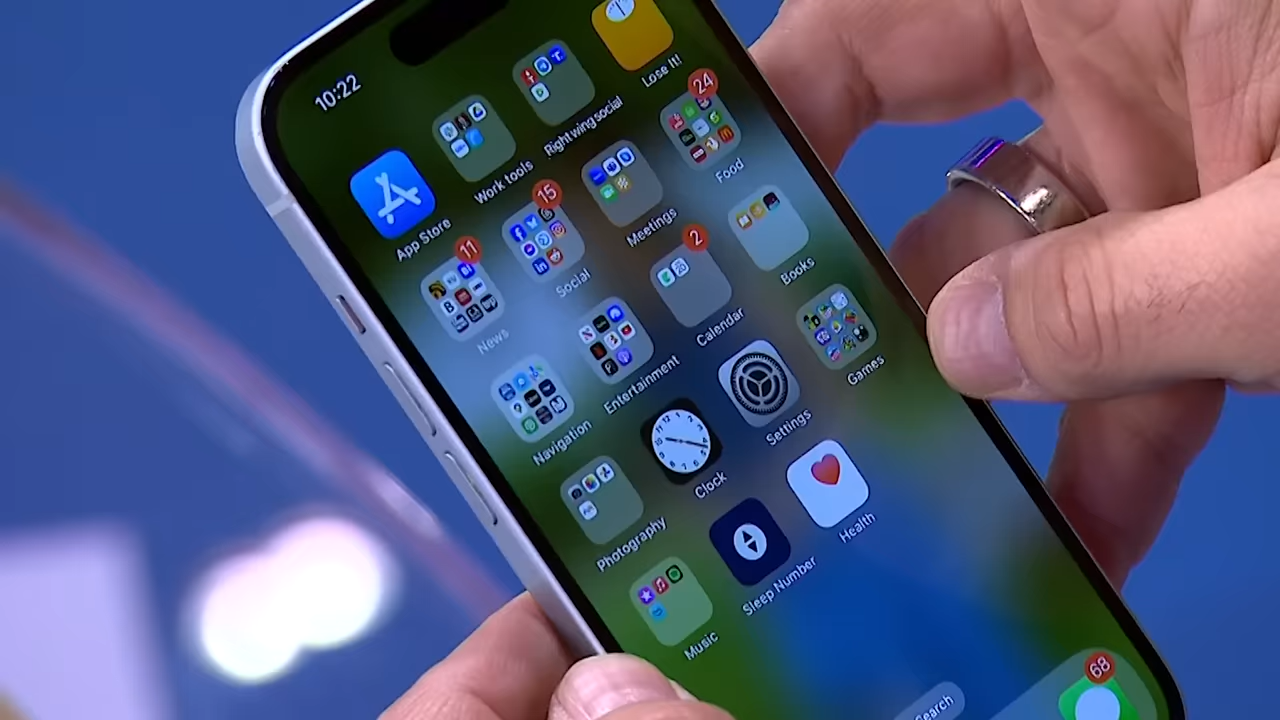 10:22
App Store
Work tools
Right wing social
Lose It!
11
News
15
Social
Meetings
24
Food
Navigation
Entertainment
2
Calendar
Books
Photography
Clock
Settings
Games
Music
Sleep Number
Health
Search
68